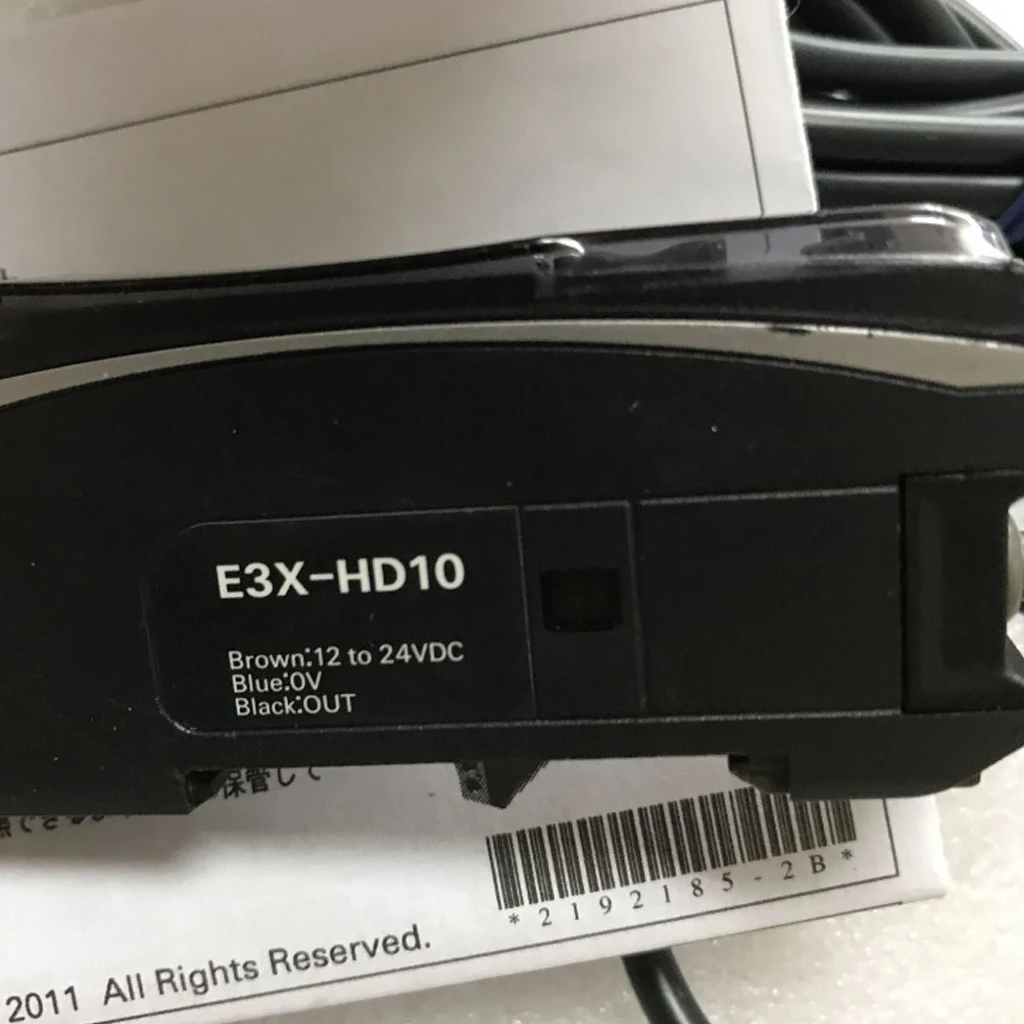 E3X-HD10
Brown:12 to 24VDC
Blue:0V
Black:OUT
保管して
*2192185-2B*
2011 All Rights Reserved.